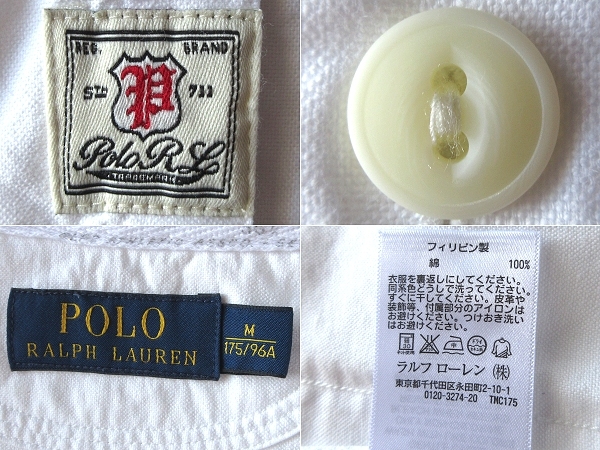 REG. BRAND
P
Polo R L
TRADEMARK
POLO
RALPH LAUREN
M
175/96A
フィリピン製
綿 100%
衣服を裏返しにしてください。
同系色どうしで洗ってください。
すぐに干してください。皮革や
装飾等、付属部分のアイロンは
お避けください。つけおき洗い
はお避けください。
ラルフ ローレン (株)
東京都千代田区永田町2-10-1
0120-3274-20 TMC175